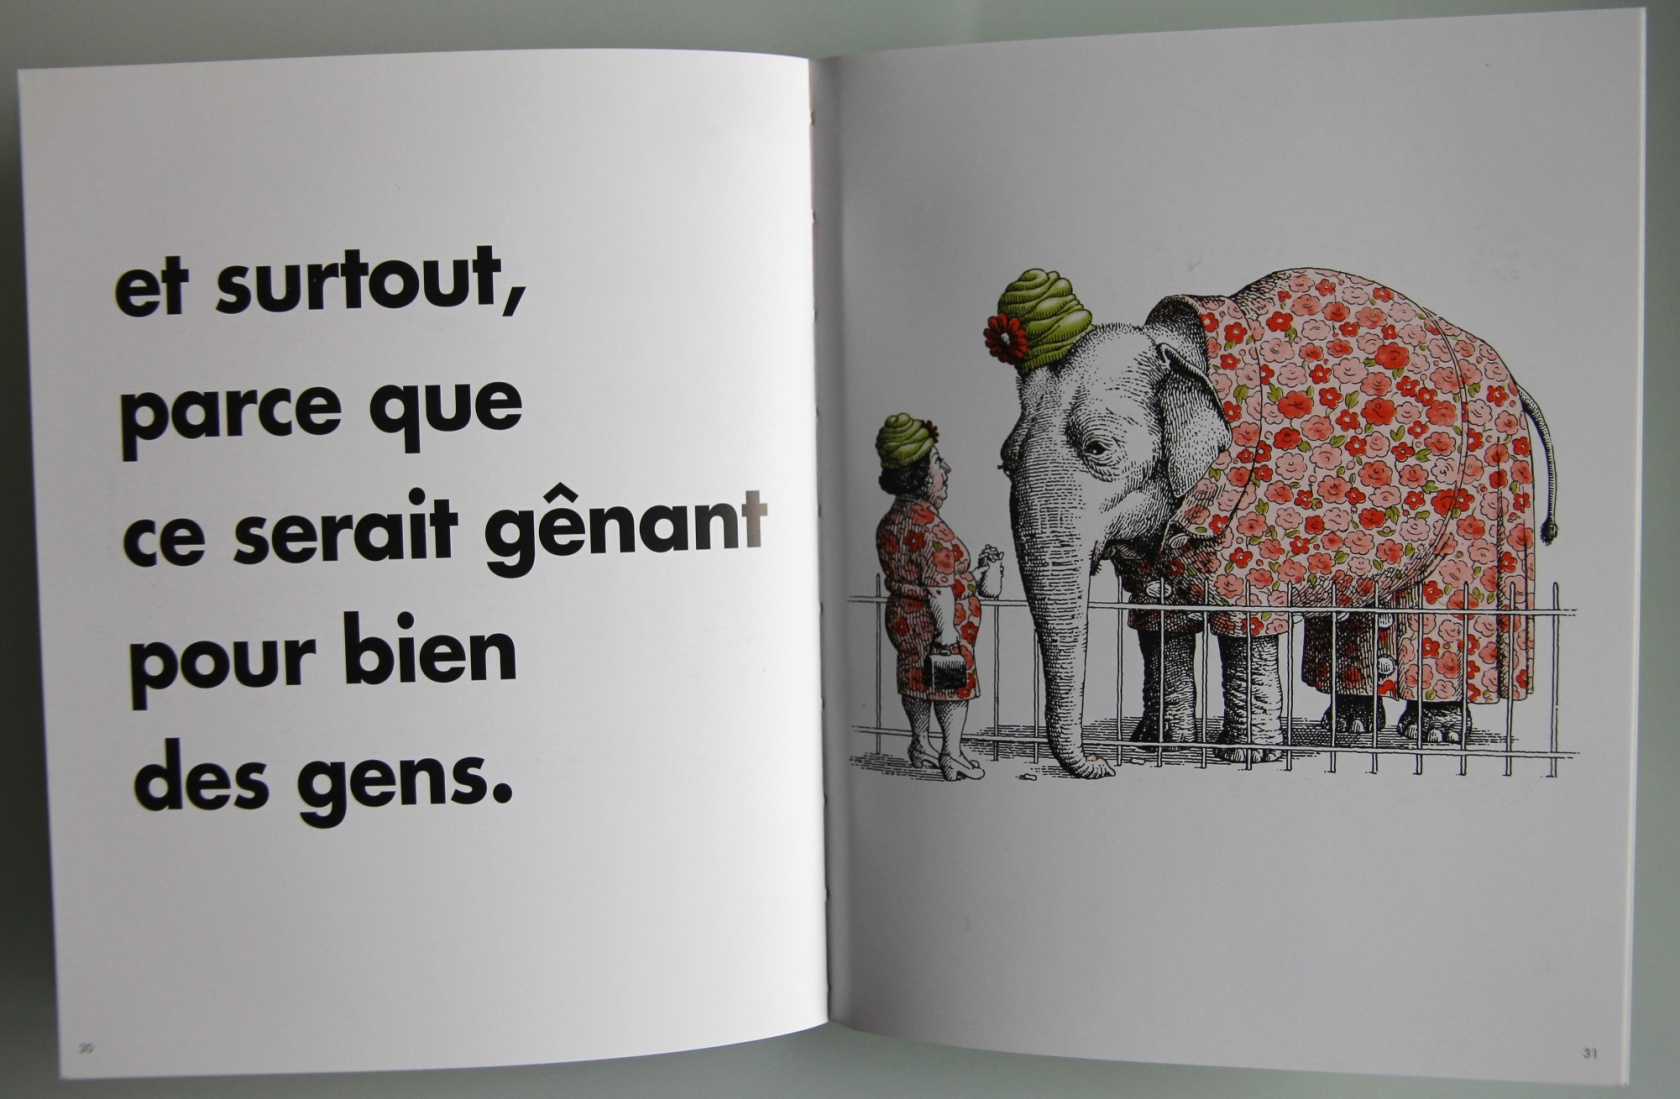 et surtout,
parce que
ce serait gênant
pour bien
des gens.
30
31